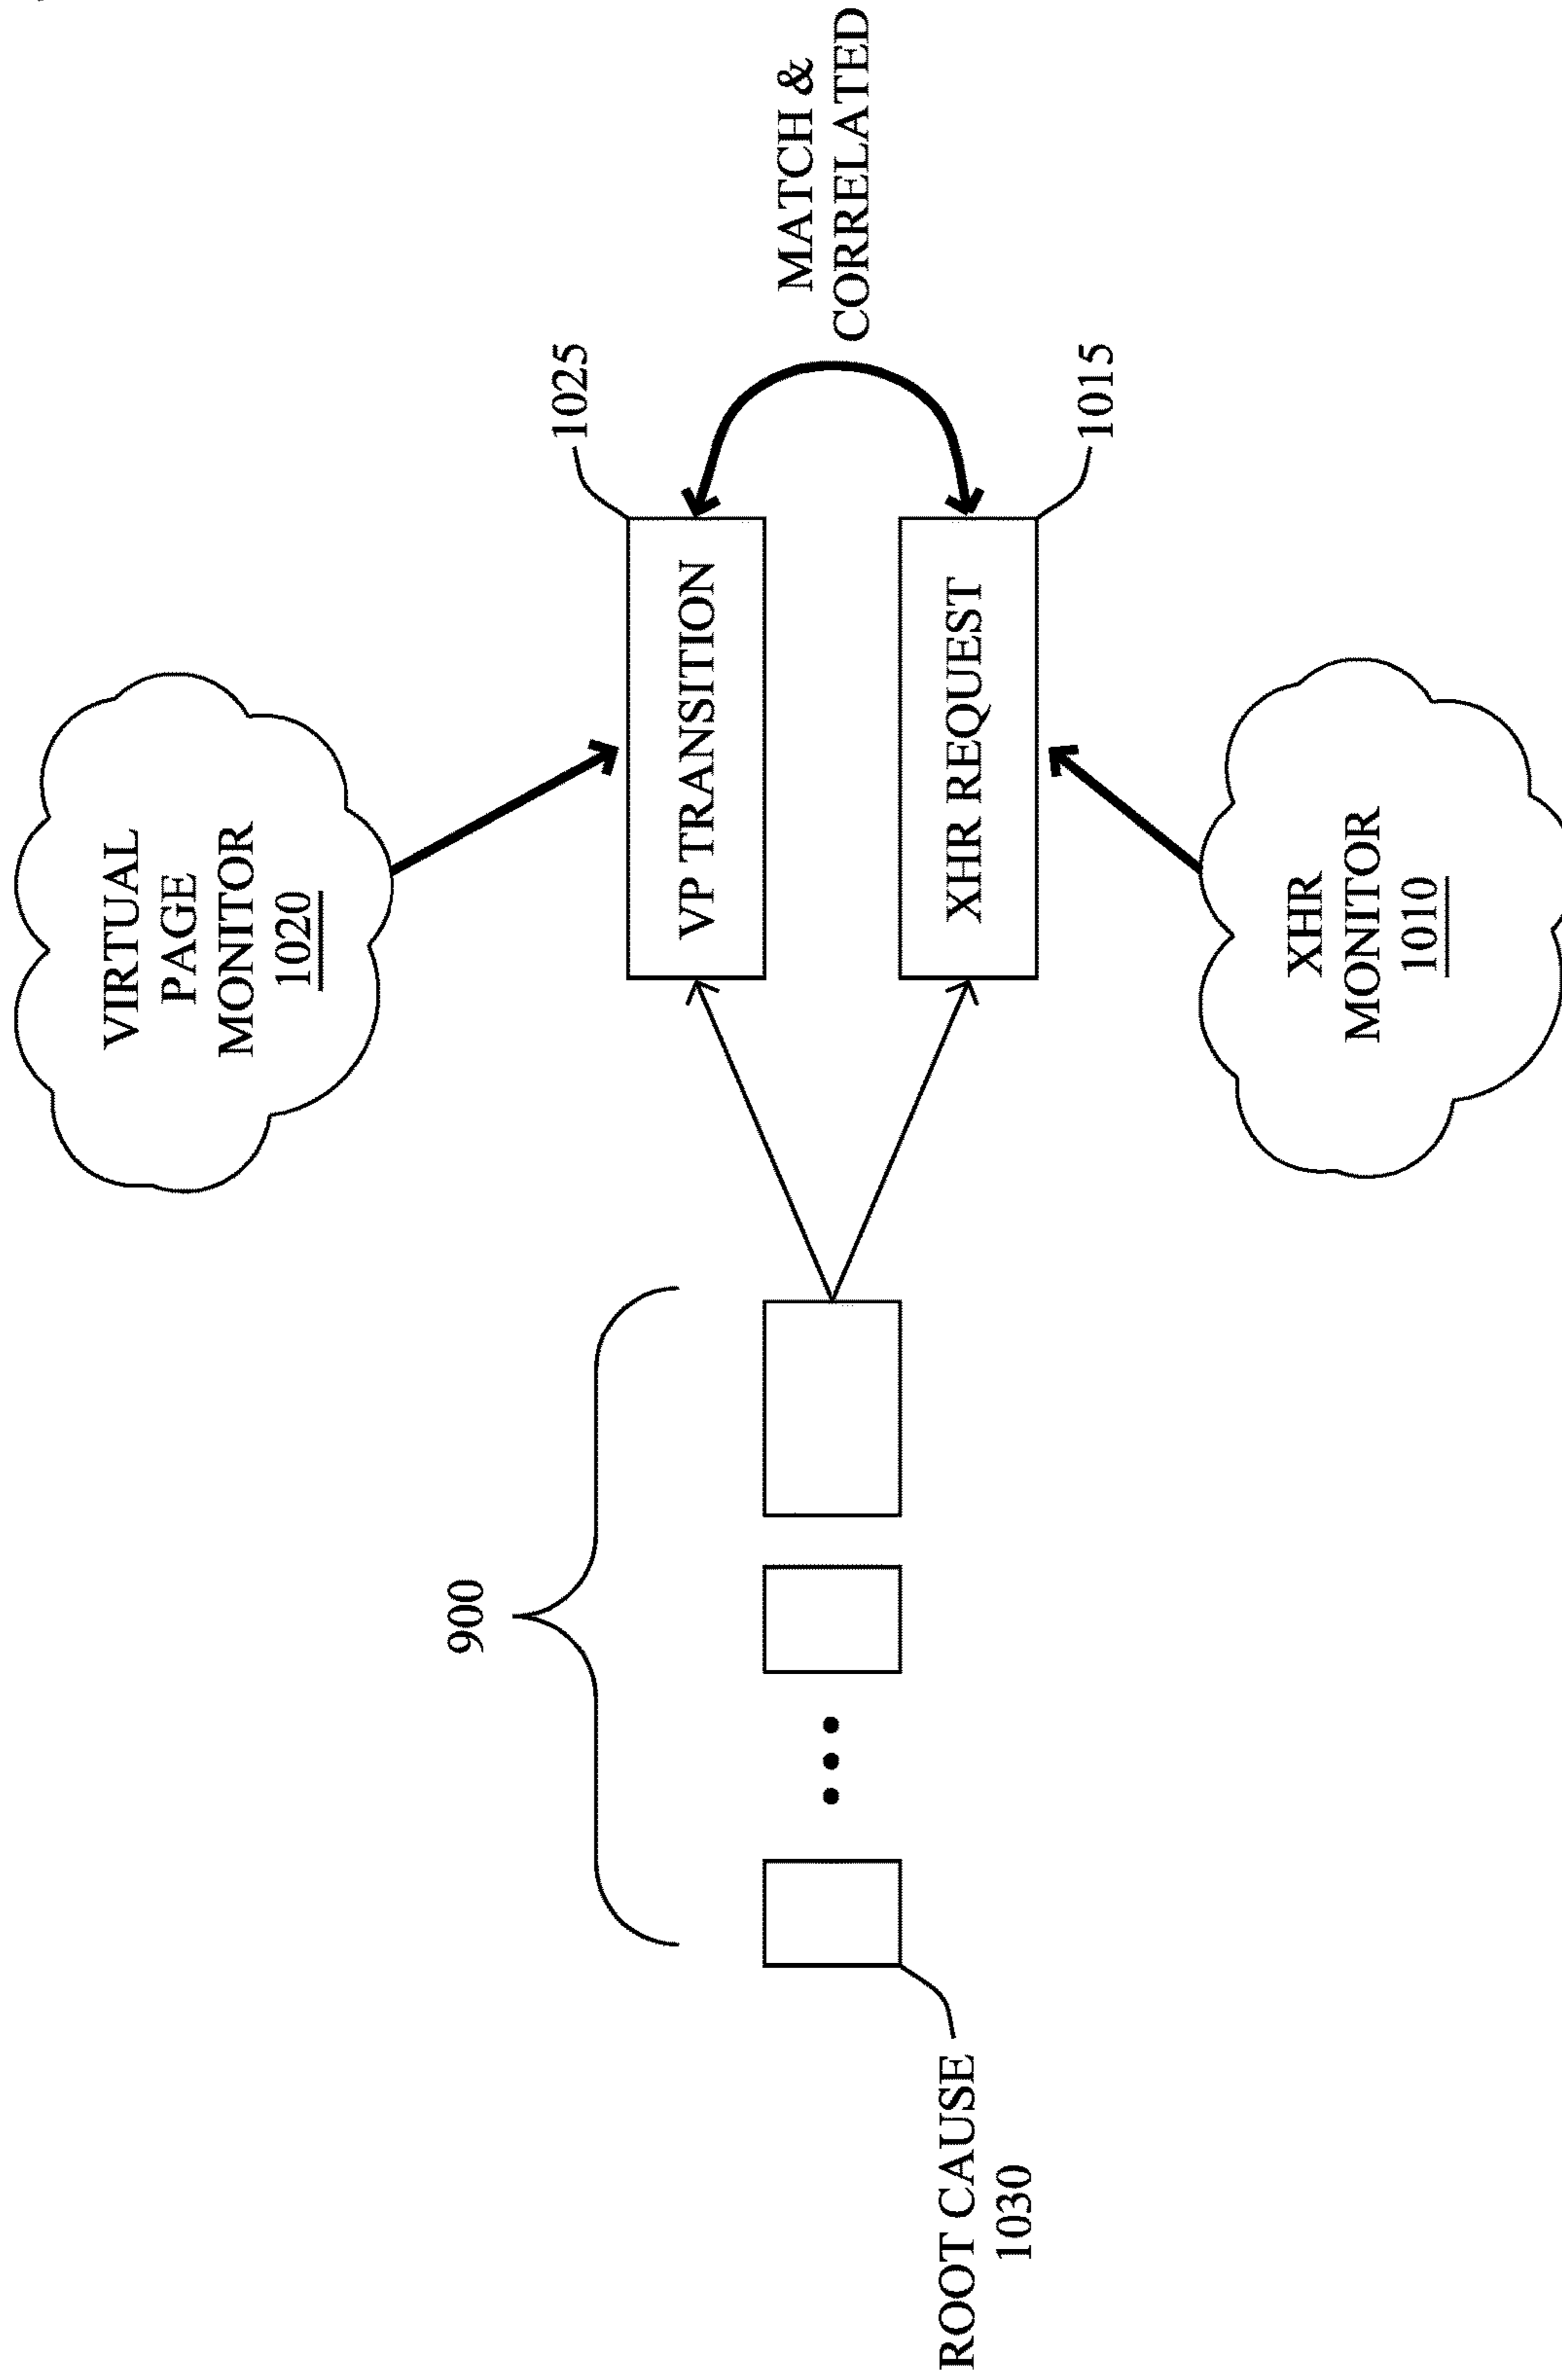 VIRTUAL
PAGE
MONITOR
1020
1025
VP TRANSITION
MATCH &
CORRELATED
900
XHR REQUEST
1015
ROOT CAUSE
1030
XHR
MONITOR
1010